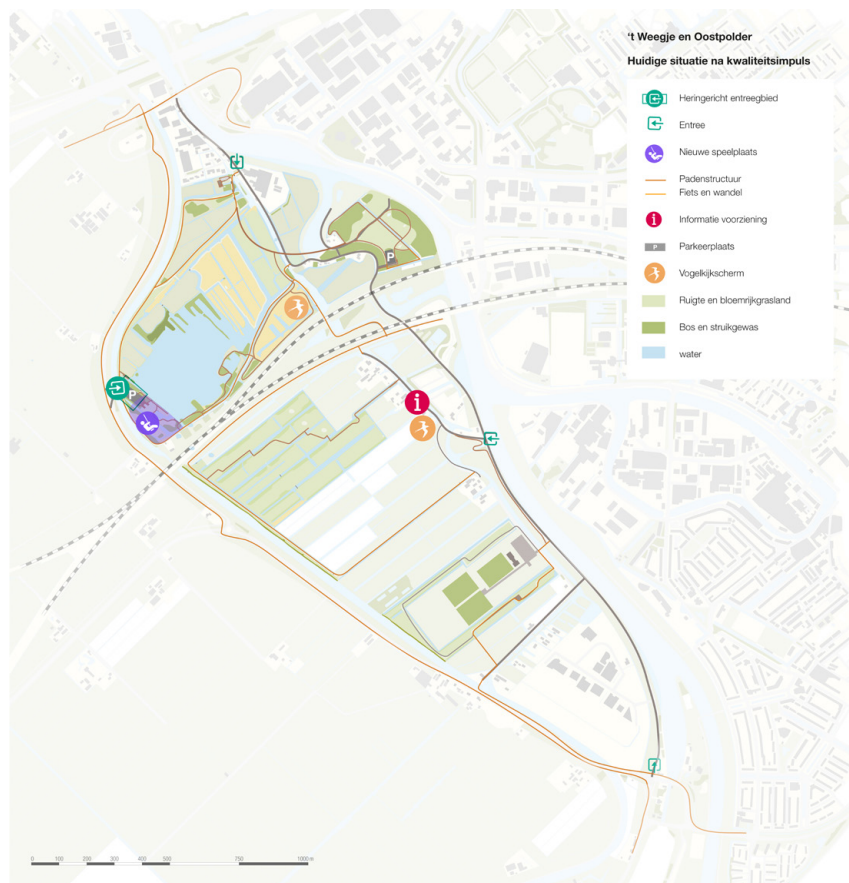 ‘t Weegje en Oostpolder
Huidige situatie na kwaliteitsimpuls
Heringericht entreegbied
Entree
Nieuwe speelplaats
Padenstructuur
Fiets en wandel
i
Informatie voorziening
P
Parkeerplaats
Vogelkijkscherm
Ruigte en bloemrijkgrasland
Bos en struikgewas
water
P
P
i
0 100 200 300 400 500 750 1000 m